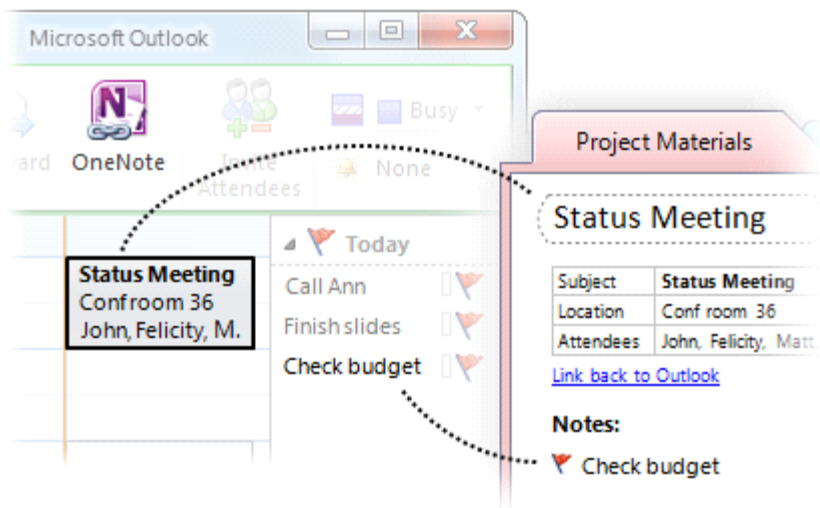 Microsoft Outlook
ward OneNote Invite Attendees
Busy
None
Today
Status Meeting
Conf room 36
John, Felicity, M.
Call Ann
Finish slides
Check budget
Project Materials
Status Meeting
Subject Status Meeting
Location Conf room 36
Attendees John, Felicity, Matt
Link back to Outlook
Notes:
Check budget